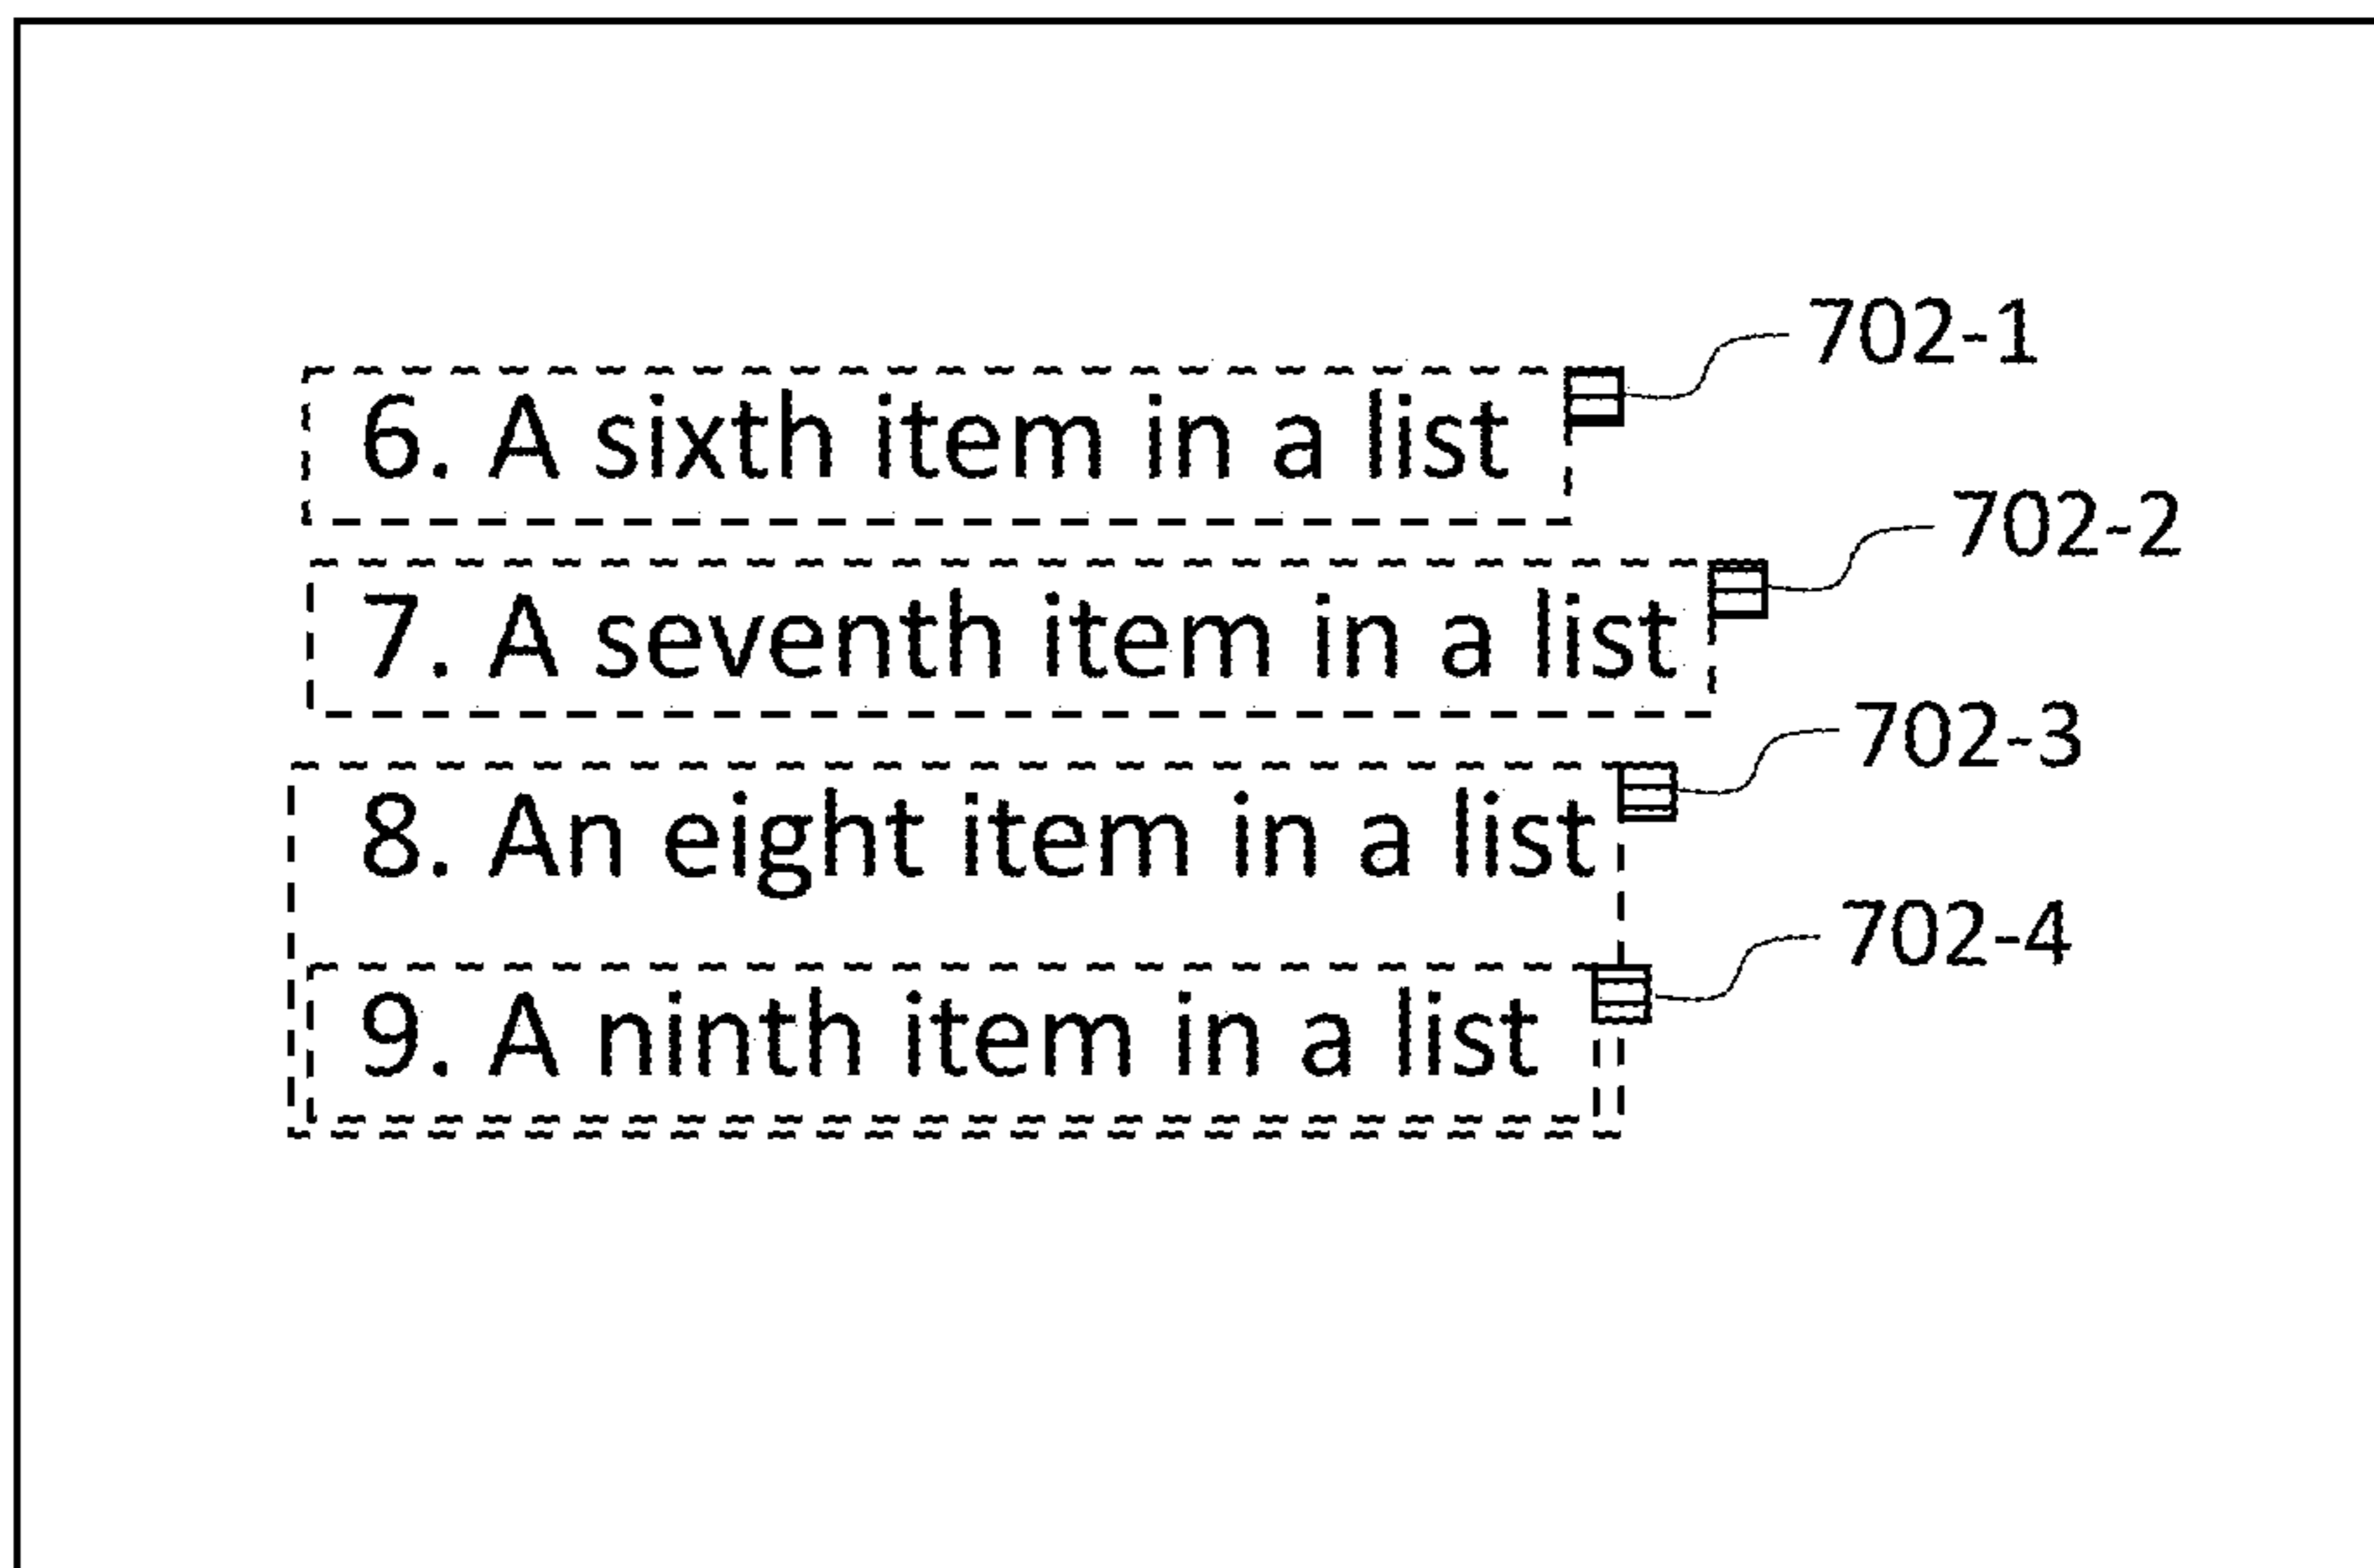 702-1
6. A sixth item in a list
702-2
7. A seventh item in a list
702-3
8. An eight item in a list
702-4
9. A ninth item in a list